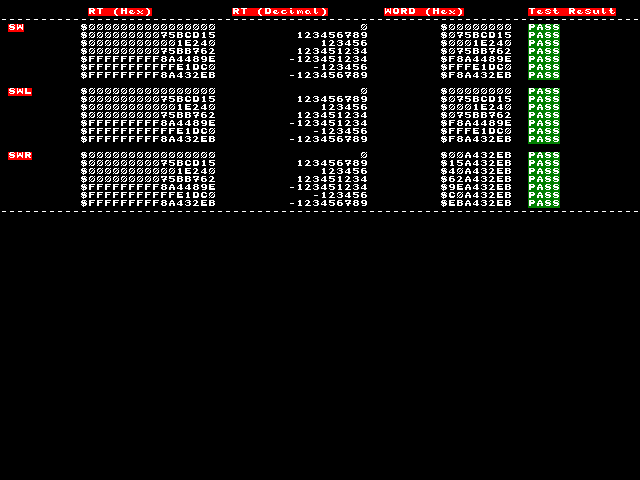 RT (Hex) RT (Decimal) WORD (Hex) Test Result
SW $0000000000000000 0 $00000000 PASS
$00000000075BCD15 123456789 $075BCD15 PASS
$000000000001E240 123456 $0001E240 PASS
$00000000075BB762 123451234 $075BB762 PASS
$FFFFFFFFF8A4489E -123451234 $F8A4489E PASS
$FFFFFFFFFFFE1DC0 -123456 $FFFE1DC0 PASS
$FFFFFFFFF8A432EB -123456789 $F8A432EB PASS
SWL $0000000000000000 0 $00000000 PASS
$00000000075BCD15 123456789 $075BCD15 PASS
$000000000001E240 123456 $0001E240 PASS
$00000000075BB762 123451234 $075BB762 PASS
$FFFFFFFFF8A4489E -123451234 $F8A4489E PASS
$FFFFFFFFFFFE1DC0 -123456 $FFFE1DC0 PASS
$FFFFFFFFF8A432EB -123456789 $F8A432EB PASS
SWR $0000000000000000 0 $00A432EB PASS
$00000000075BCD15 123456789 $15A432EB PASS
$000000000001E240 123456 $40A432EB PASS
$00000000075BB762 123451234 $62A432EB PASS
$FFFFFFFFF8A4489E -123451234 $9EA432EB PASS
$FFFFFFFFFFFE1DC0 -123456 $C0A432EB PASS
$FFFFFFFFF8A432EB -123456789 $EBA432EB PASS